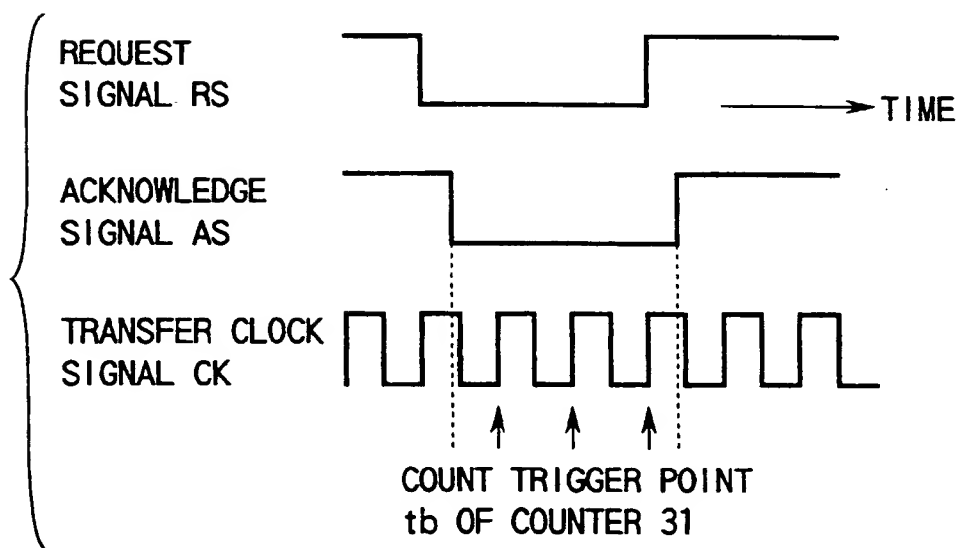 REQUEST
SIGNAL RS
TIME
ACKNOWLEDGE
SIGNAL AS
TRANSFER CLOCK
SIGNAL CK
COUNT TRIGGER POINT
tb OF COUNTER 31